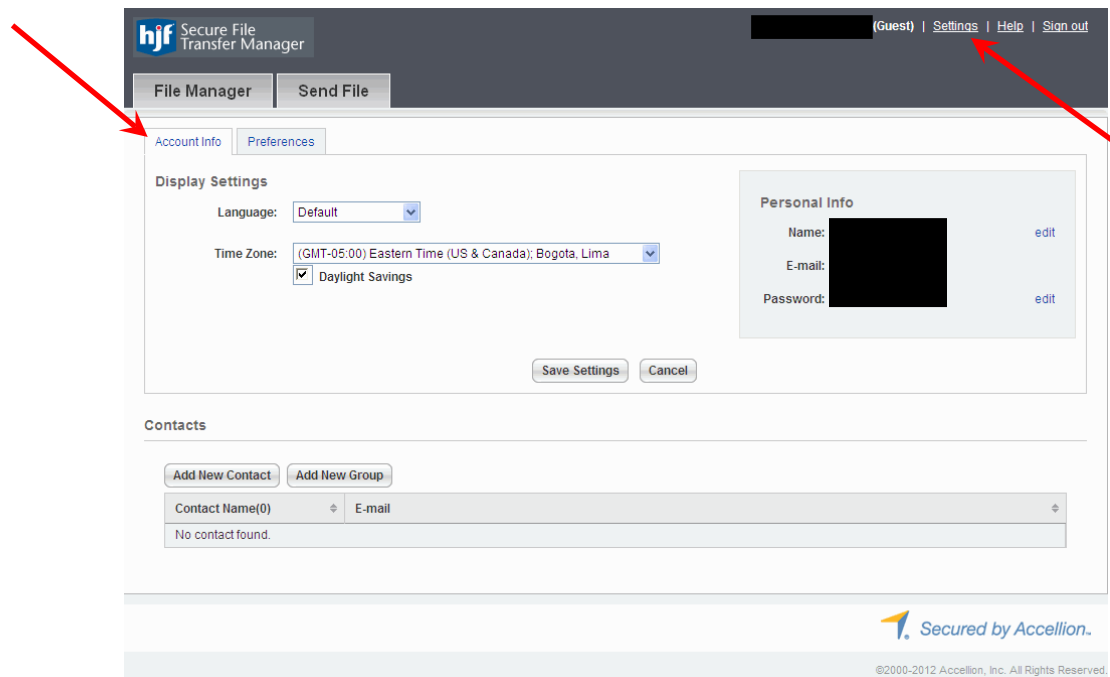 hjf Secure File Transfer Manager
(Guest) | Settings | Help | Sign out
File Manager Send File
Account Info Preferences
Display Settings
Language: Default
Time Zone: (GMT-05:00) Eastern Time (US & Canada); Bogota, Lima
Daylight Savings
Personal Info
Name: edit
E-mail:
Password: edit
Save Settings Cancel
Contacts
Add New Contact Add New Group
Contact Name(0) E-mail
No contact found.
Secured by Accellion™
©2000-2012 Accellion, Inc. All Rights Reserved.